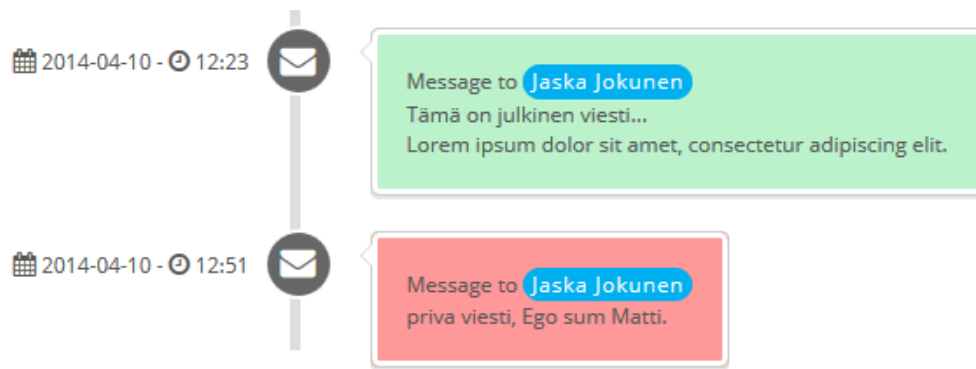 2014-04-10 - 12:23
Message to Jaska Jokunen
Tämä on julkinen viesti...
Lorem ipsum dolor sit amet, consectetur adipiscing elit.
2014-04-10 - 12:51
Message to Jaska Jokunen
priva viesti, Ego sum Matti.